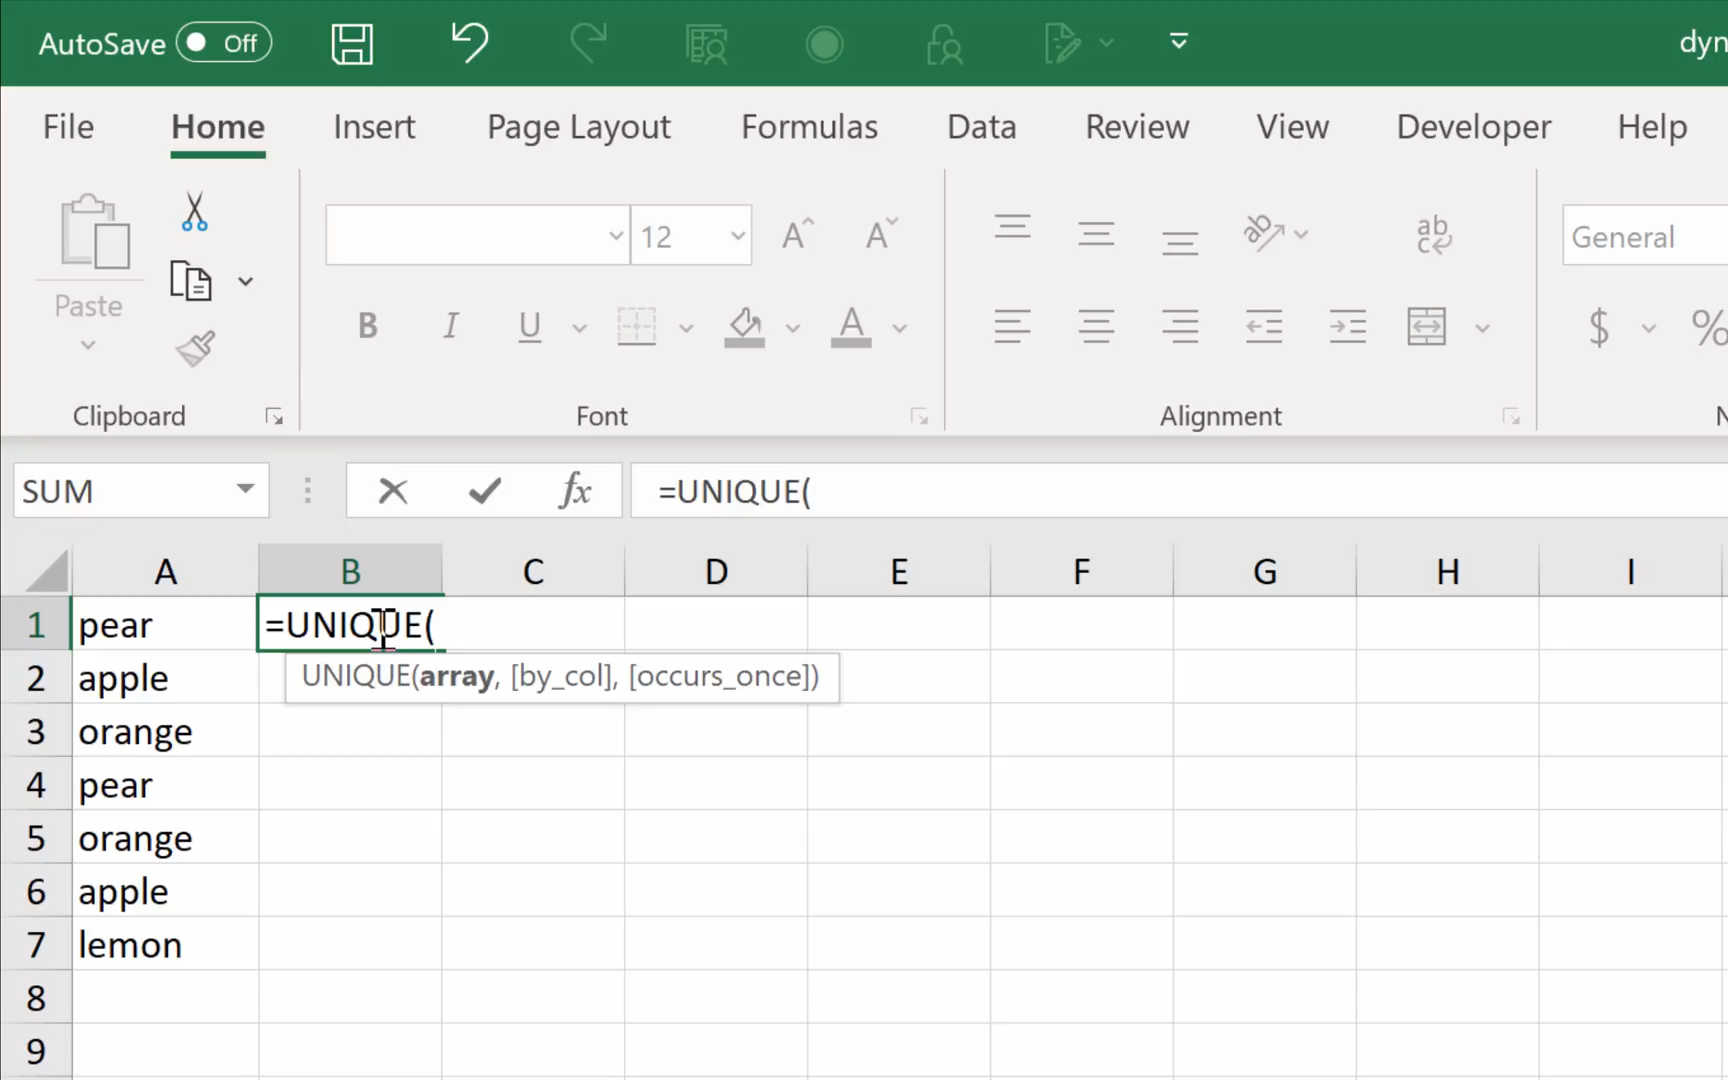 AutoSave Off dyn
File Home Insert Page Layout Formulas Data Review View Developer Help
12 General
Paste B I U A $ %
Clipboard Font Alignment N
SUM fx =UNIQUE(
A B C D E F G H I
1 pear =UNIQUE(
UNIQUE(array, [by_col], [occurs_once])
2 apple
3 orange
4 pear
5 orange
6 apple
7 lemon
8
9